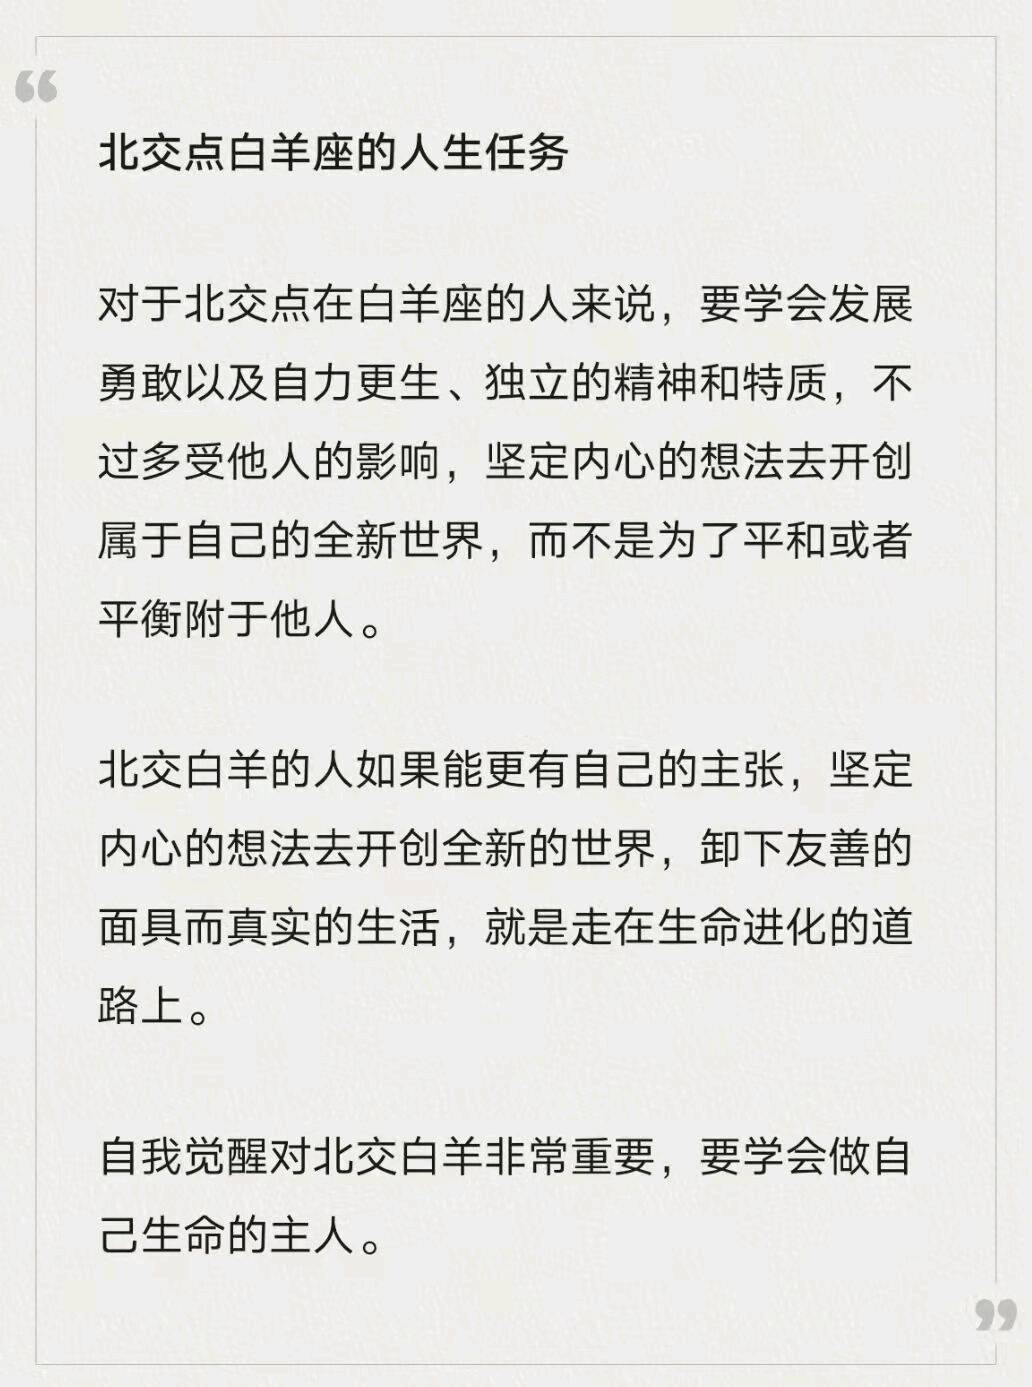 “
北交点白羊座的人生任务
对于北交点在白羊座的人来说，要学会发展
勇敢以及自力更生、独立的精神和特质，不
过多受他人的影响，坚定内心的想法去开创
属于自己的全新世界，而不是为了平和或者
平衡附于他人。
北交白羊的人如果能更有自己的主张，坚定
内心的想法去开创全新的世界，卸下友善的
面具而真实的生活，就是走在生命进化的道
路上。
自我觉醒对北交白羊非常重要，要学会做自
己生命的主人。
”